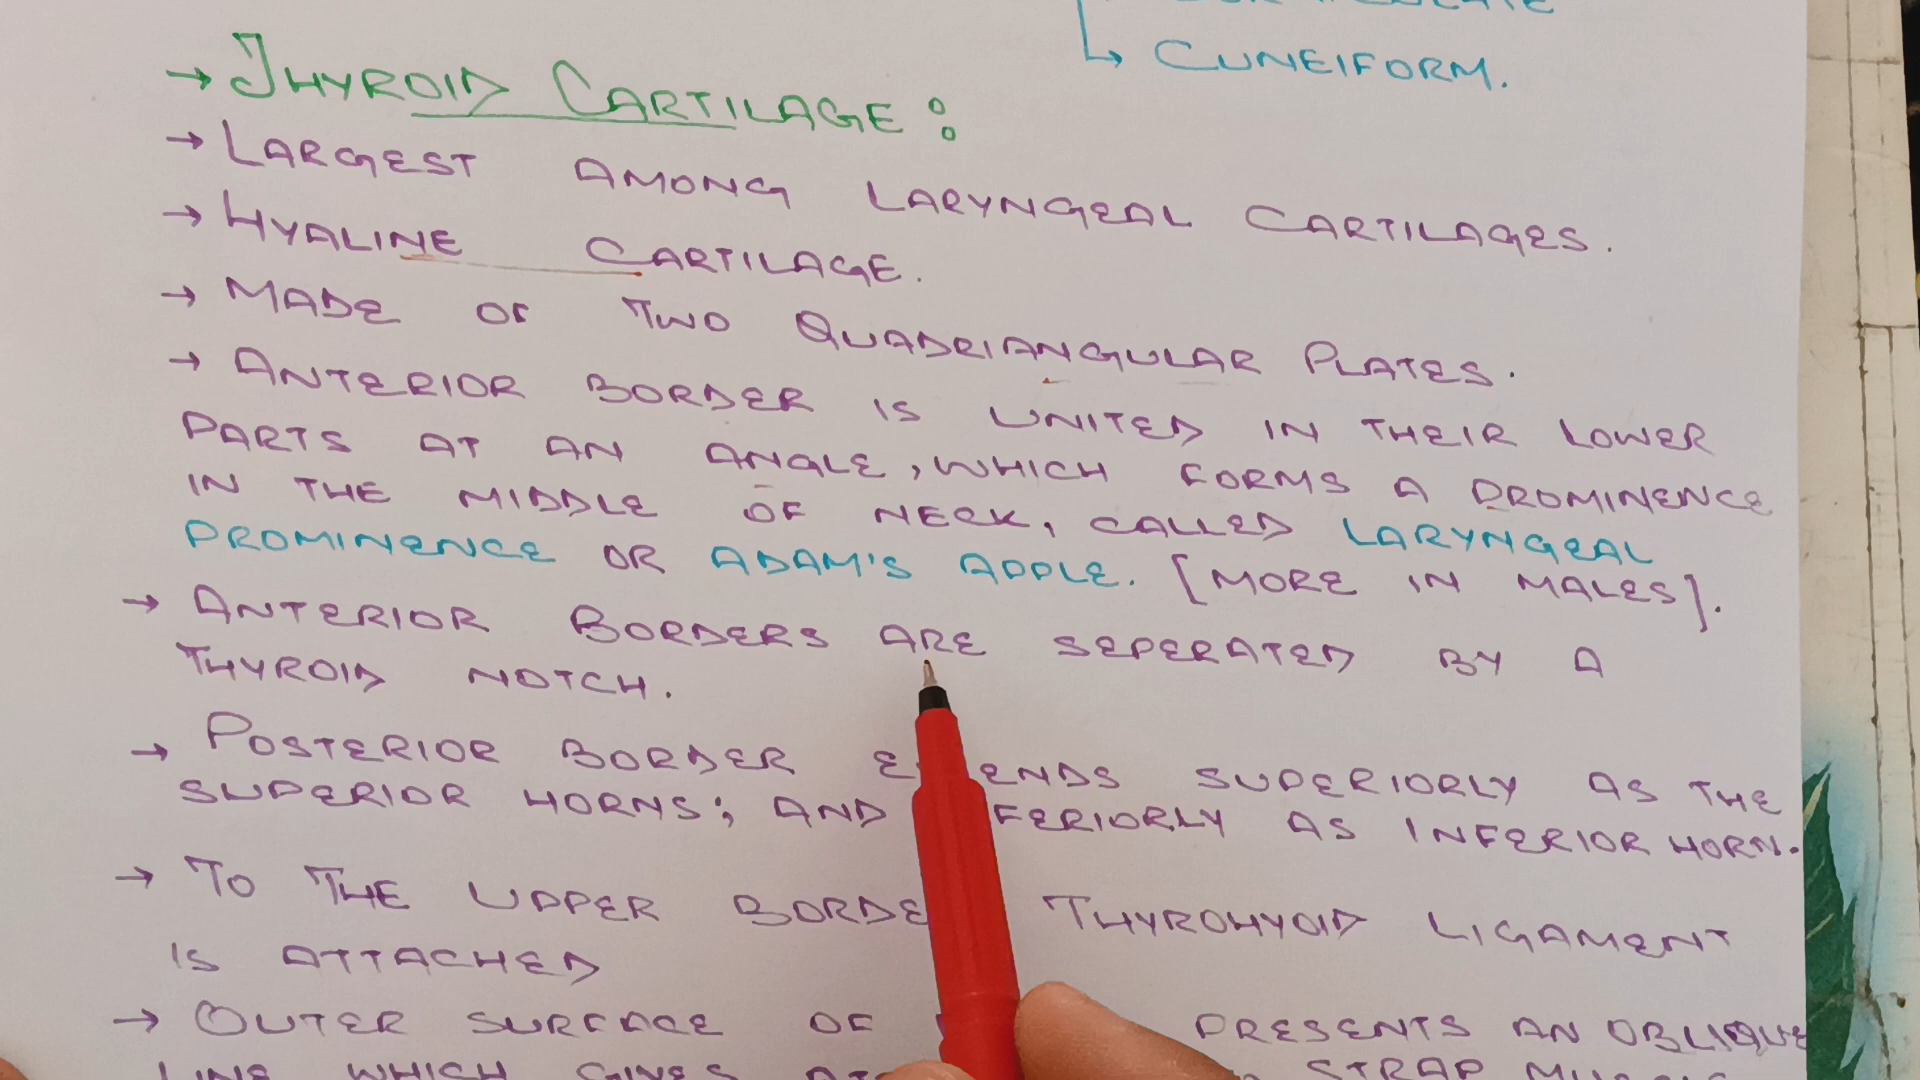 CUNEIFORM.
→ THYROID CARTILAGE:
→ LARGEST AMONG LARYNGEAL CARTILAGES.
→ HYALINE CARTILAGE.
→ MADE OF TWO QUADRIANGULAR PLATES.
→ ANTERIOR BORDER IS UNITED IN THEIR LOWER
PARTS AT AN ANGLE, WHICH FORMS A PROMINENCE
IN THE MIDDLE OF NECK, CALLED LARYNGEAL
PROMINENCE OR ADAM'S APPLE. [MORE IN MALES].
→ ANTERIOR BORDERS ARE SEPERATED BY A
THYROID NOTCH.
→ POSTERIOR BORDER SUPERIORLY AS THE
SUPERIOR HORNS; AND AS INFERIOR HORN.
→ TO THE UPPER THYROHYOID LIGAMENT
IS ATTACHED
→ OUTER SURFACE OF PRESENTS AN OBLIQUE
LINE WHICH GIVES STRAP